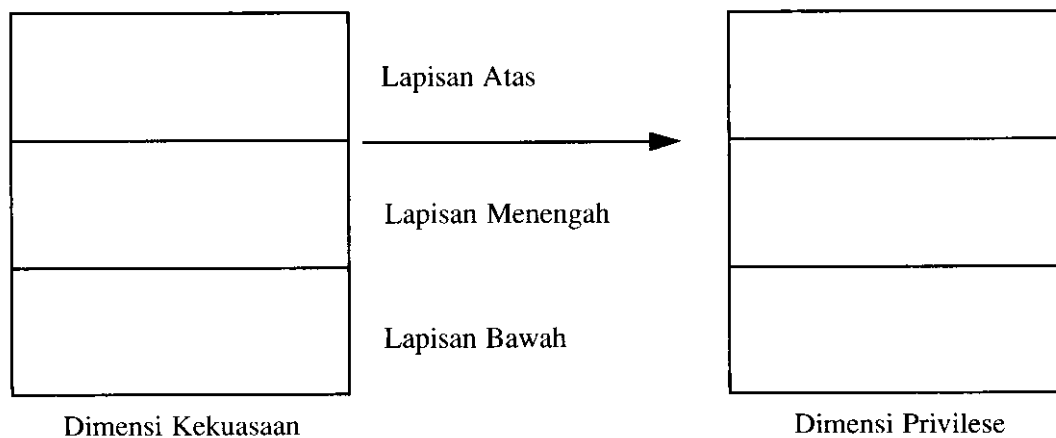 Lapisan Atas
Lapisan Menengah
Lapisan Bawah
Dimensi Kekuasaan
Dimensi Privilese